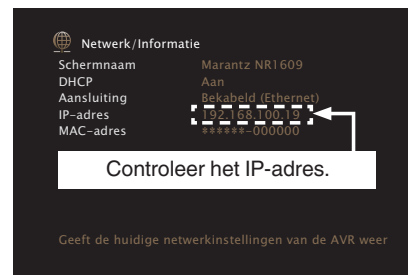 Netwerk/Informatie
Schermnaam Marantz NR1609
DHCP Aan
Aansluiting Bekabeld (Ethernet)
IP-adres 192.168.100.19
MAC-adres ******-000000
Controleer het IP-adres.
Geeft de huidige netwerkinstellingen van de AVR weer